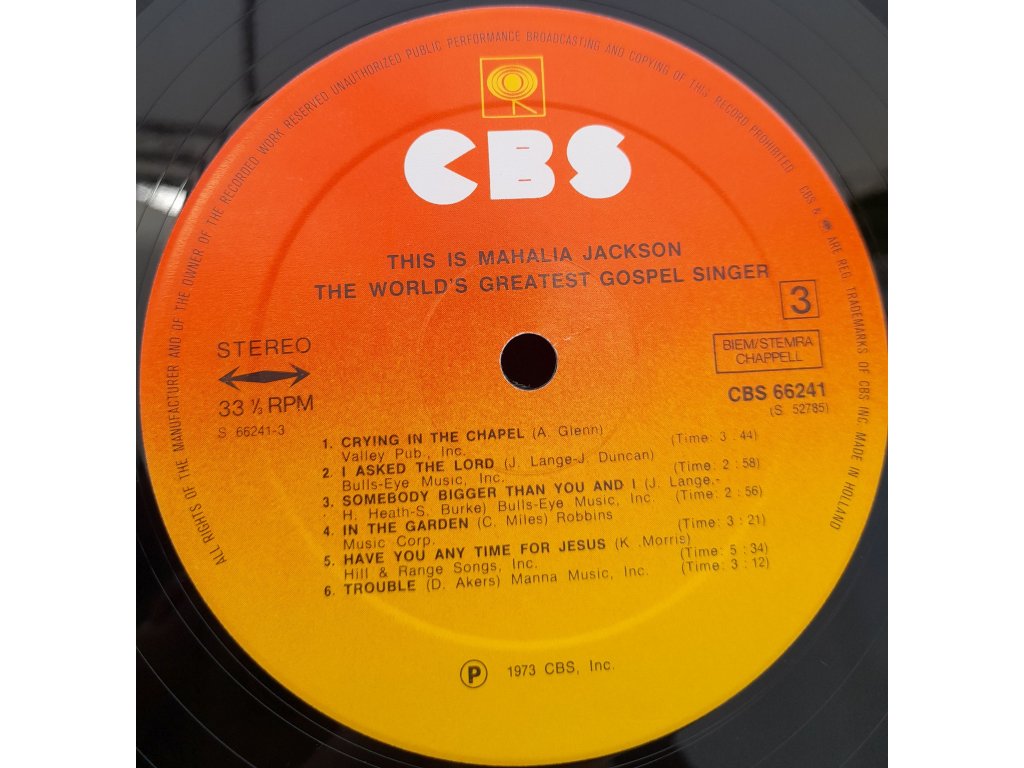 ALL RIGHTS OF THE MANUFACTURER AND OF THE OWNER OF THE RECORDED WORK RESERVED UNAUTHORIZED PUBLIC PERFORMANCE BROADCASTING AND COPYING OF THIS RECORD PROHIBITED
CBS & ARE REG. TRADEMARKS OF CBS INC. MADE IN HOLLAND
CBS
THIS IS MAHALIA JACKSON
THE WORLD'S GREATEST GOSPEL SINGER
3
STEREO
BIEM/STEMRA
CHAPPELL
33 ⅓ RPM
CBS 66241
S 66241-3
(S. 52785)
1. CRYING IN THE CHAPEL (A. Glenn)
Valley Pub., Inc. (Time: 3 : 44)
2. I ASKED THE LORD (J. Lange-J. Duncan)
Bulls-Eye Music, Inc. (Time: 2 : 58)
3. SOMEBODY BIGGER THAN YOU AND I (J. Lange.-
H. Heath-S. Burke) Bulls-Eye Music, Inc. (Time: 2 : 56)
4. IN THE GARDEN (C. Miles) Robbins
Music Corp. (Time: 3 : 21)
5. HAVE YOU ANY TIME FOR JESUS (K .Morris)
Hill & Range Songs, Inc. (Time: 5 : 34)
6. TROUBLE (D. Akers) Manna Music, Inc. (Time: 3 : 12)
P 1973 CBS, Inc.